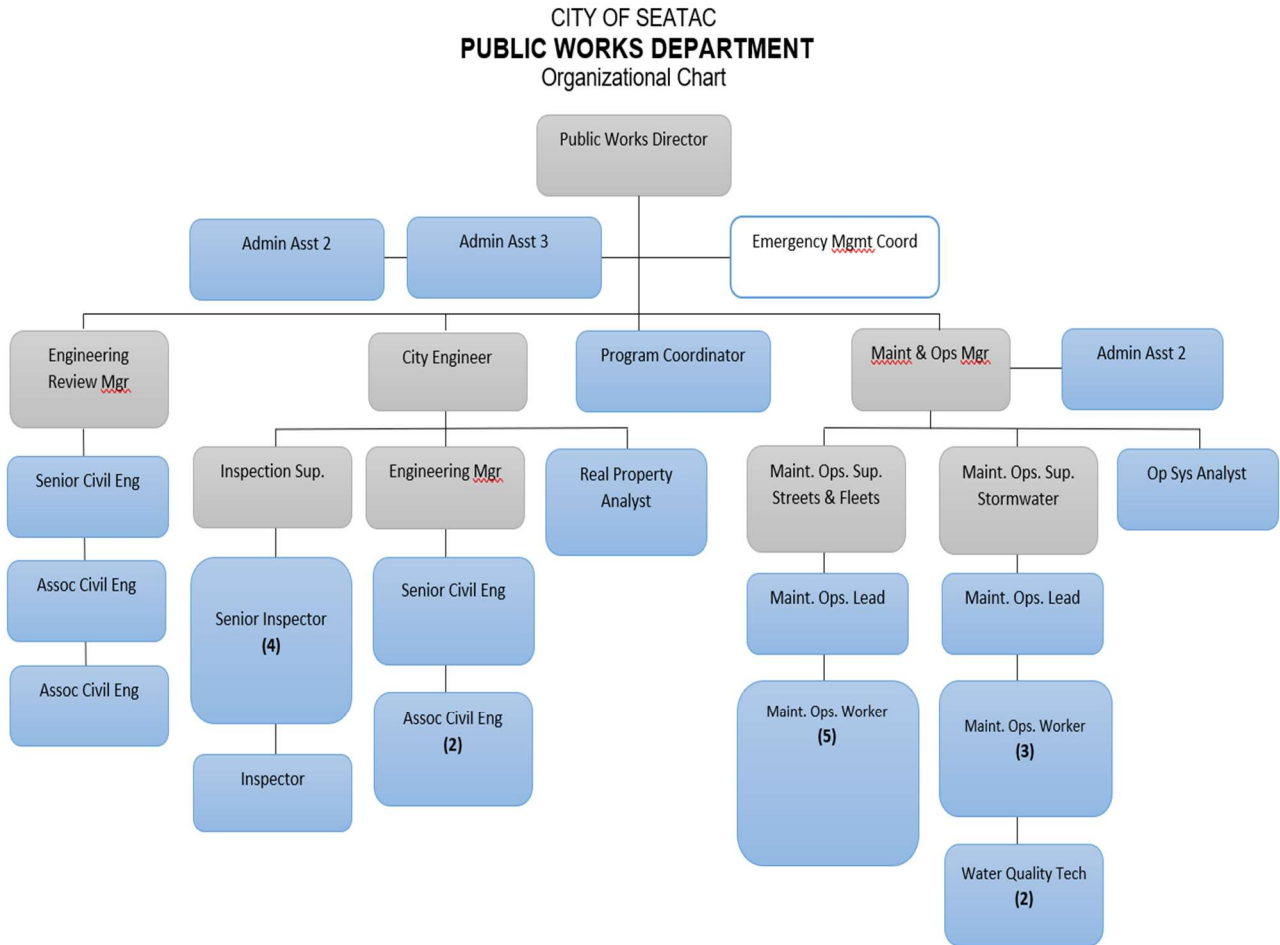 CITY OF SEATAC
PUBLIC WORKS DEPARTMENT
Organizational Chart
Public Works Director
Admin Asst 2
Admin Asst 3
Emergency Mgmt Coord
Engineering
Review Mgr
City Engineer
Program Coordinator
Maint & Ops Mgr
Admin Asst 2
Senior Civil Eng
Assoc Civil Eng
Assoc Civil Eng
Inspection Sup.
Senior Inspector
(4)
Inspector
Engineering Mgr
Senior Civil Eng
Assoc Civil Eng
(2)
Real Property
Analyst
Maint. Ops. Sup.
Streets & Fleets
Maint. Ops. Lead
Maint. Ops. Worker
(5)
Maint. Ops. Sup.
Stormwater
Maint. Ops. Lead
Maint. Ops. Worker
(3)
Water Quality Tech
(2)
Op Sys Analyst